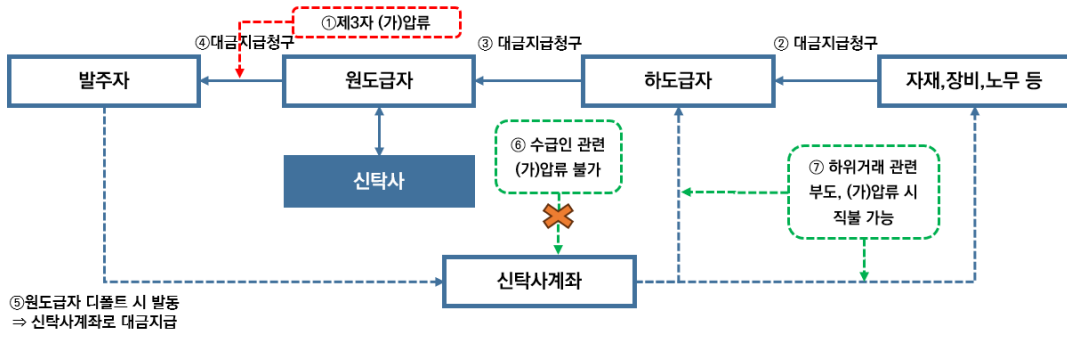 ①제3자 (가)압류
④대금지급청구
③ 대금지급청구
② 대금지급청구
발주자
원도급자
하도급자
자재,장비,노무 등
신탁사
⑥ 수급인 관련
(가)압류 불가
⑦ 하위거래 관련
부도, (가)압류 시
직불 가능
신탁사계좌
⑤원도급자 디폴트 시 발동
⇒ 신탁사계좌로 대금지급